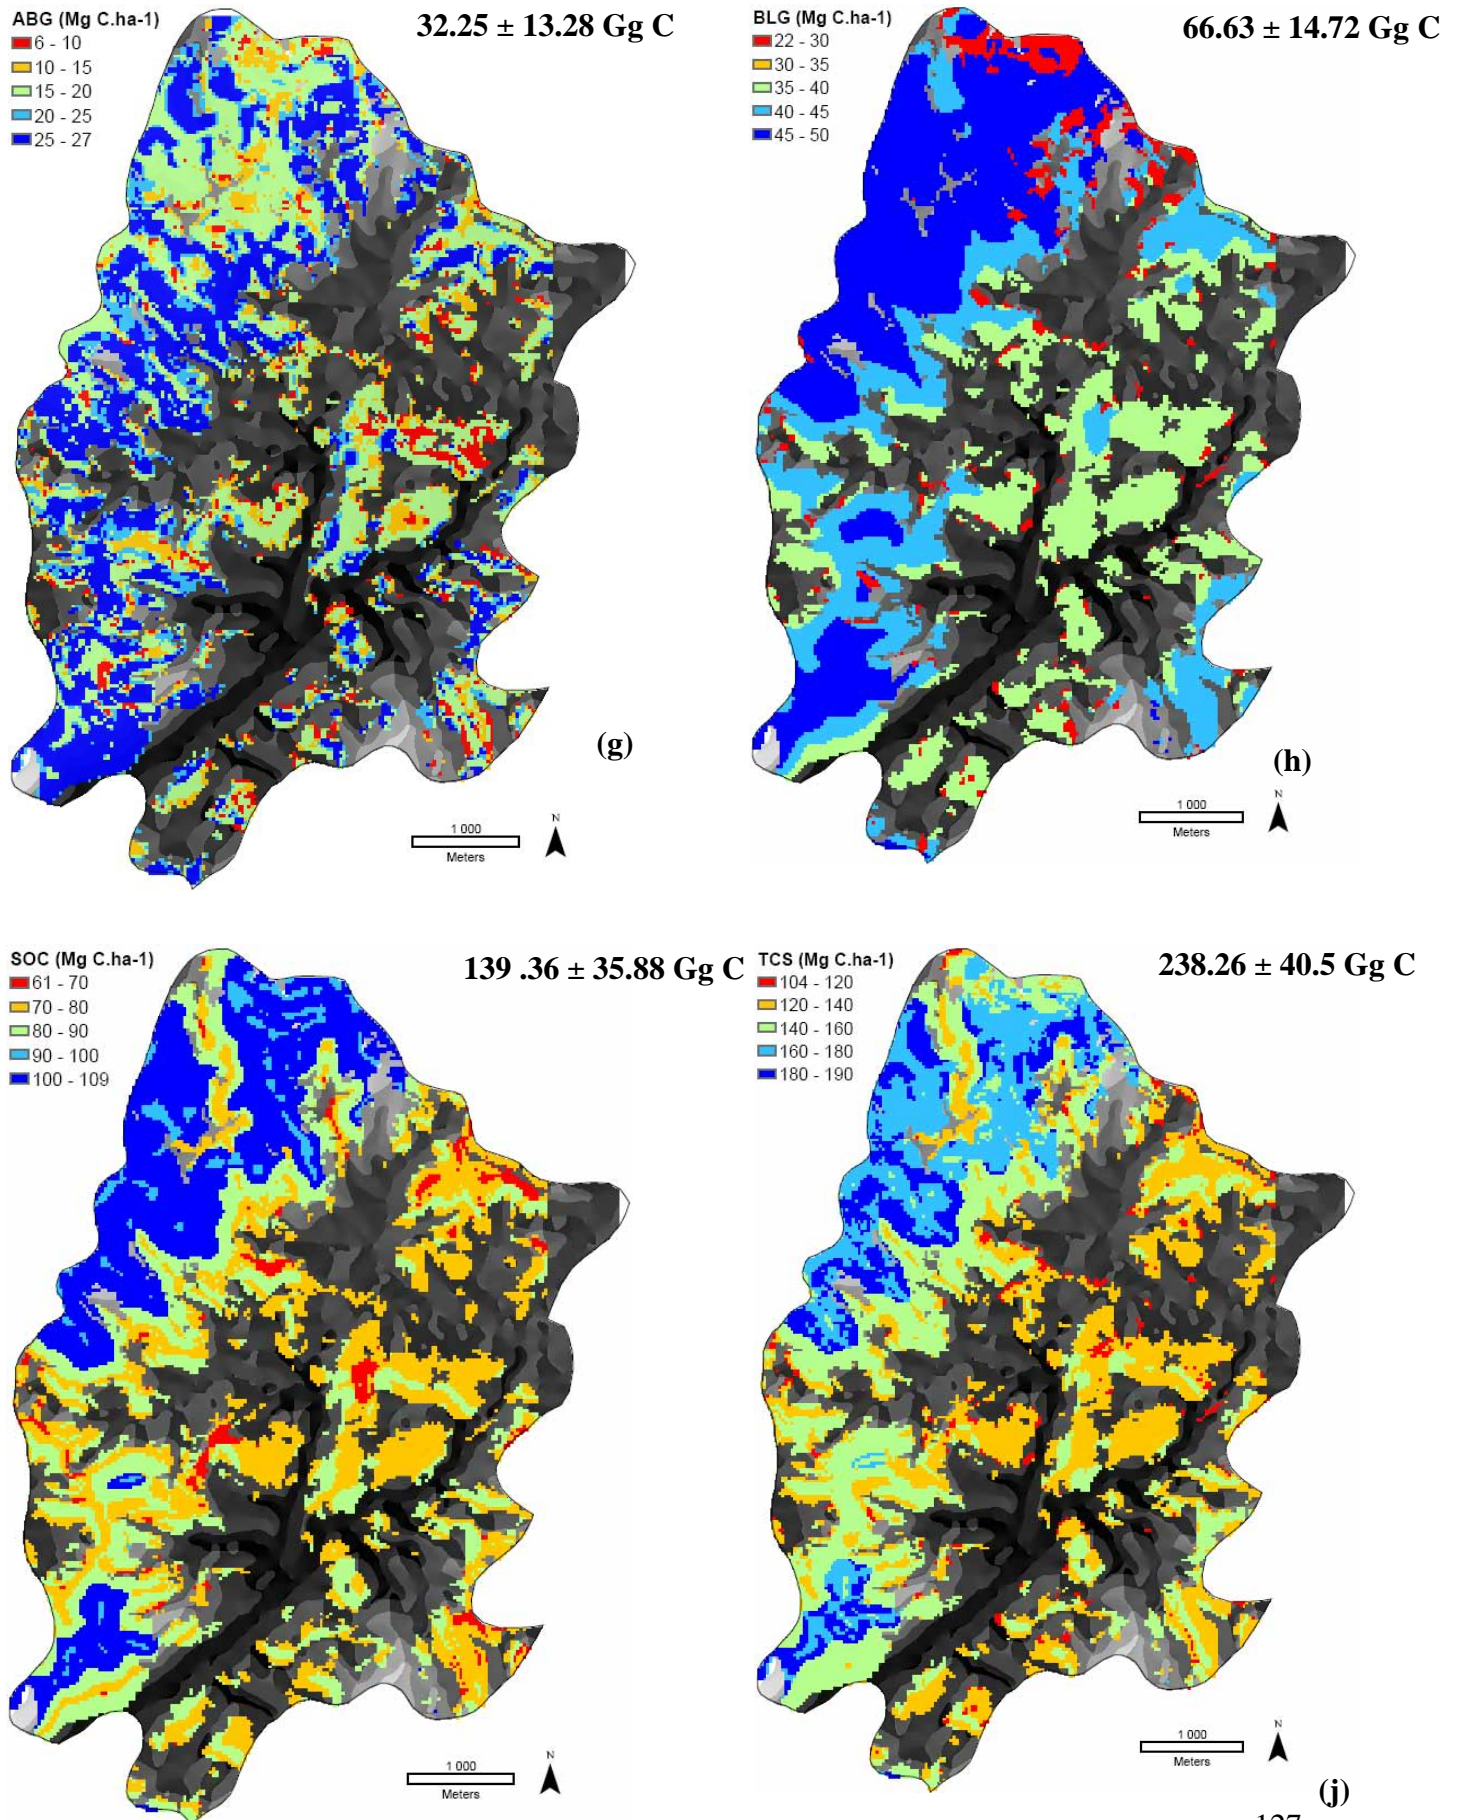 ABG (Mg C.ha-1)
6 - 10
10 - 15
15 - 20
20 - 25
25 - 27
32.25 ± 13.28 Gg C
(g)
1 000
Meters
N
BLG (Mg C.ha-1)
22 - 30
30 - 35
35 - 40
40 - 45
45 - 50
66.63 ± 14.72 Gg C
(h)
1 000
Meters
N
SOC (Mg C.ha-1)
61 - 70
70 - 80
80 - 90
90 - 100
100 - 109
139 .36 ± 35.88 Gg C
1 000
Meters
N
TCS (Mg C.ha-1)
104 - 120
120 - 140
140 - 160
160 - 180
180 - 190
238.26 ± 40.5 Gg C
1 000
Meters
N
(j)
127